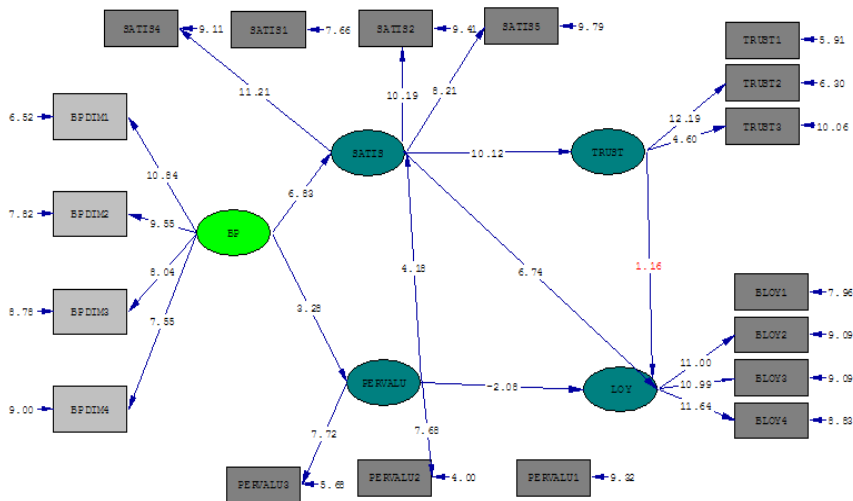 SATIS4 9.11 SATIS1 7.66 SATIS2 9.41 SATIS5 9.79
TRUST1 5.91
TRUST2 6.30
TRUST3 10.06
11.21 10.19 8.21
12.19
4.60
6.52 BPDIM1
10.84
SATIS 10.12 TRUST
6.83
7.82 BPDIM2 9.55
BP
8.04
4.18 6.74 1.16
8.78 BPDIM3 7.55
3.28
BLOY1 7.96
BLOY2 9.09
11.00
BLOY3 9.09
10.99
BLOY4 8.83
11.64
PERVALU -2.08 LOY
9.00 BPDIM4
7.72 7.68
PERVALU3 5.68 PERVALU2 4.00 PERVALU1 9.32